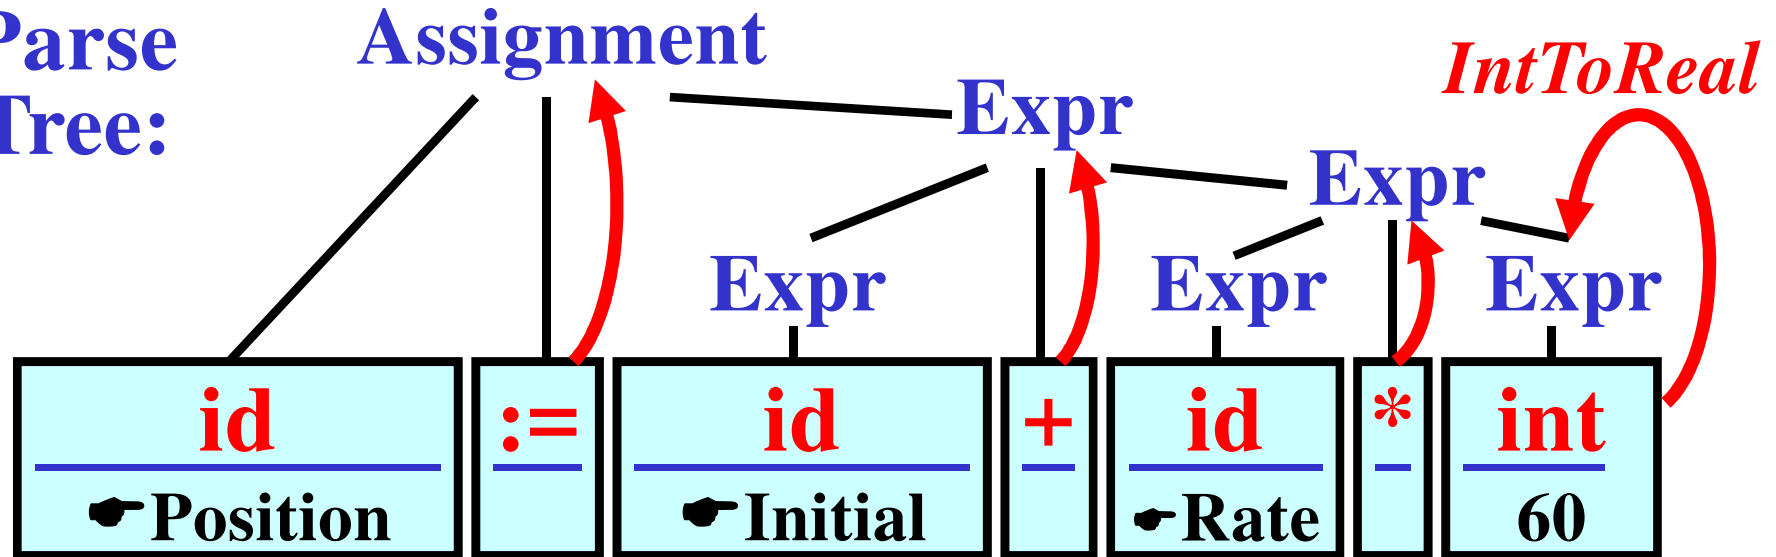 Parse
Tree:
Assignment
Expr
IntToReal
Expr
Expr Expr Expr
id := id + id * int
☛Position ☛Initial ☛Rate 60